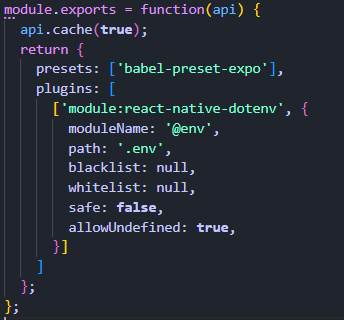 module.exports = function(api) {
  api.cache(true);
  return {
    presets: ['babel-preset-expo'],
    plugins: [
      ['module:react-native-dotenv', {
        moduleName: '@env',
        path: '.env',
        blacklist: null,
        whitelist: null,
        safe: false,
        allowUndefined: true,
      }]
    ]
  };
};